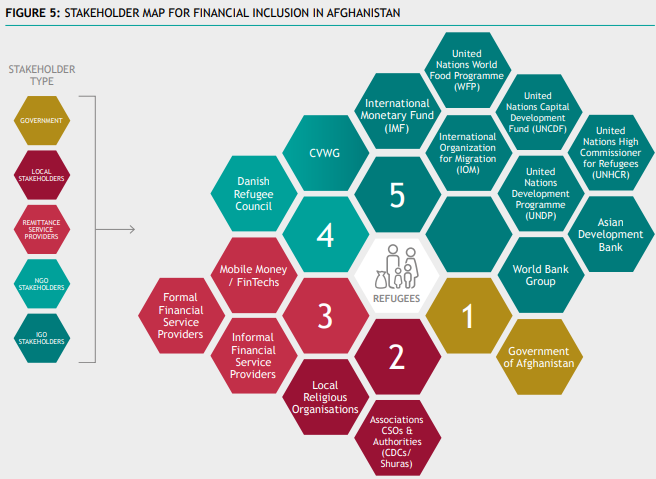 FIGURE 5: STAKEHOLDER MAP FOR FINANCIAL INCLUSION IN AFGHANISTAN
STAKEHOLDER
TYPE
GOVERNMENT
LOCAL
STAKEHOLDERS
REMITTANCE
SERVICE
PROVIDERS
NGO
STAKEHOLDERS
IGO
STAKEHOLDERS
United
Nations World
Food Programme
(WFP)
International
Monetary Fund
(IMF)
United
Nations Capital
Development
Fund (UNCDF)
CVWG
International
Organization
for Migration
(IOM)
United
Nations High
Commissioner
for Refugees
(UNHCR)
Danish
Refugee
Council
5
United
Nations
Development
Programme
(UNDP)
4
Asian
Development
Bank
Mobile Money
/ FinTechs
REFUGEES
World Bank
Group
Formal
Financial
Service
Providers
3
1
Informal
Financial
Service
Providers
2
Government
of Afghanistan
Local
Religious
Organisations
Associations
CSOs &
Authorities
(CDCs/
Shuras)